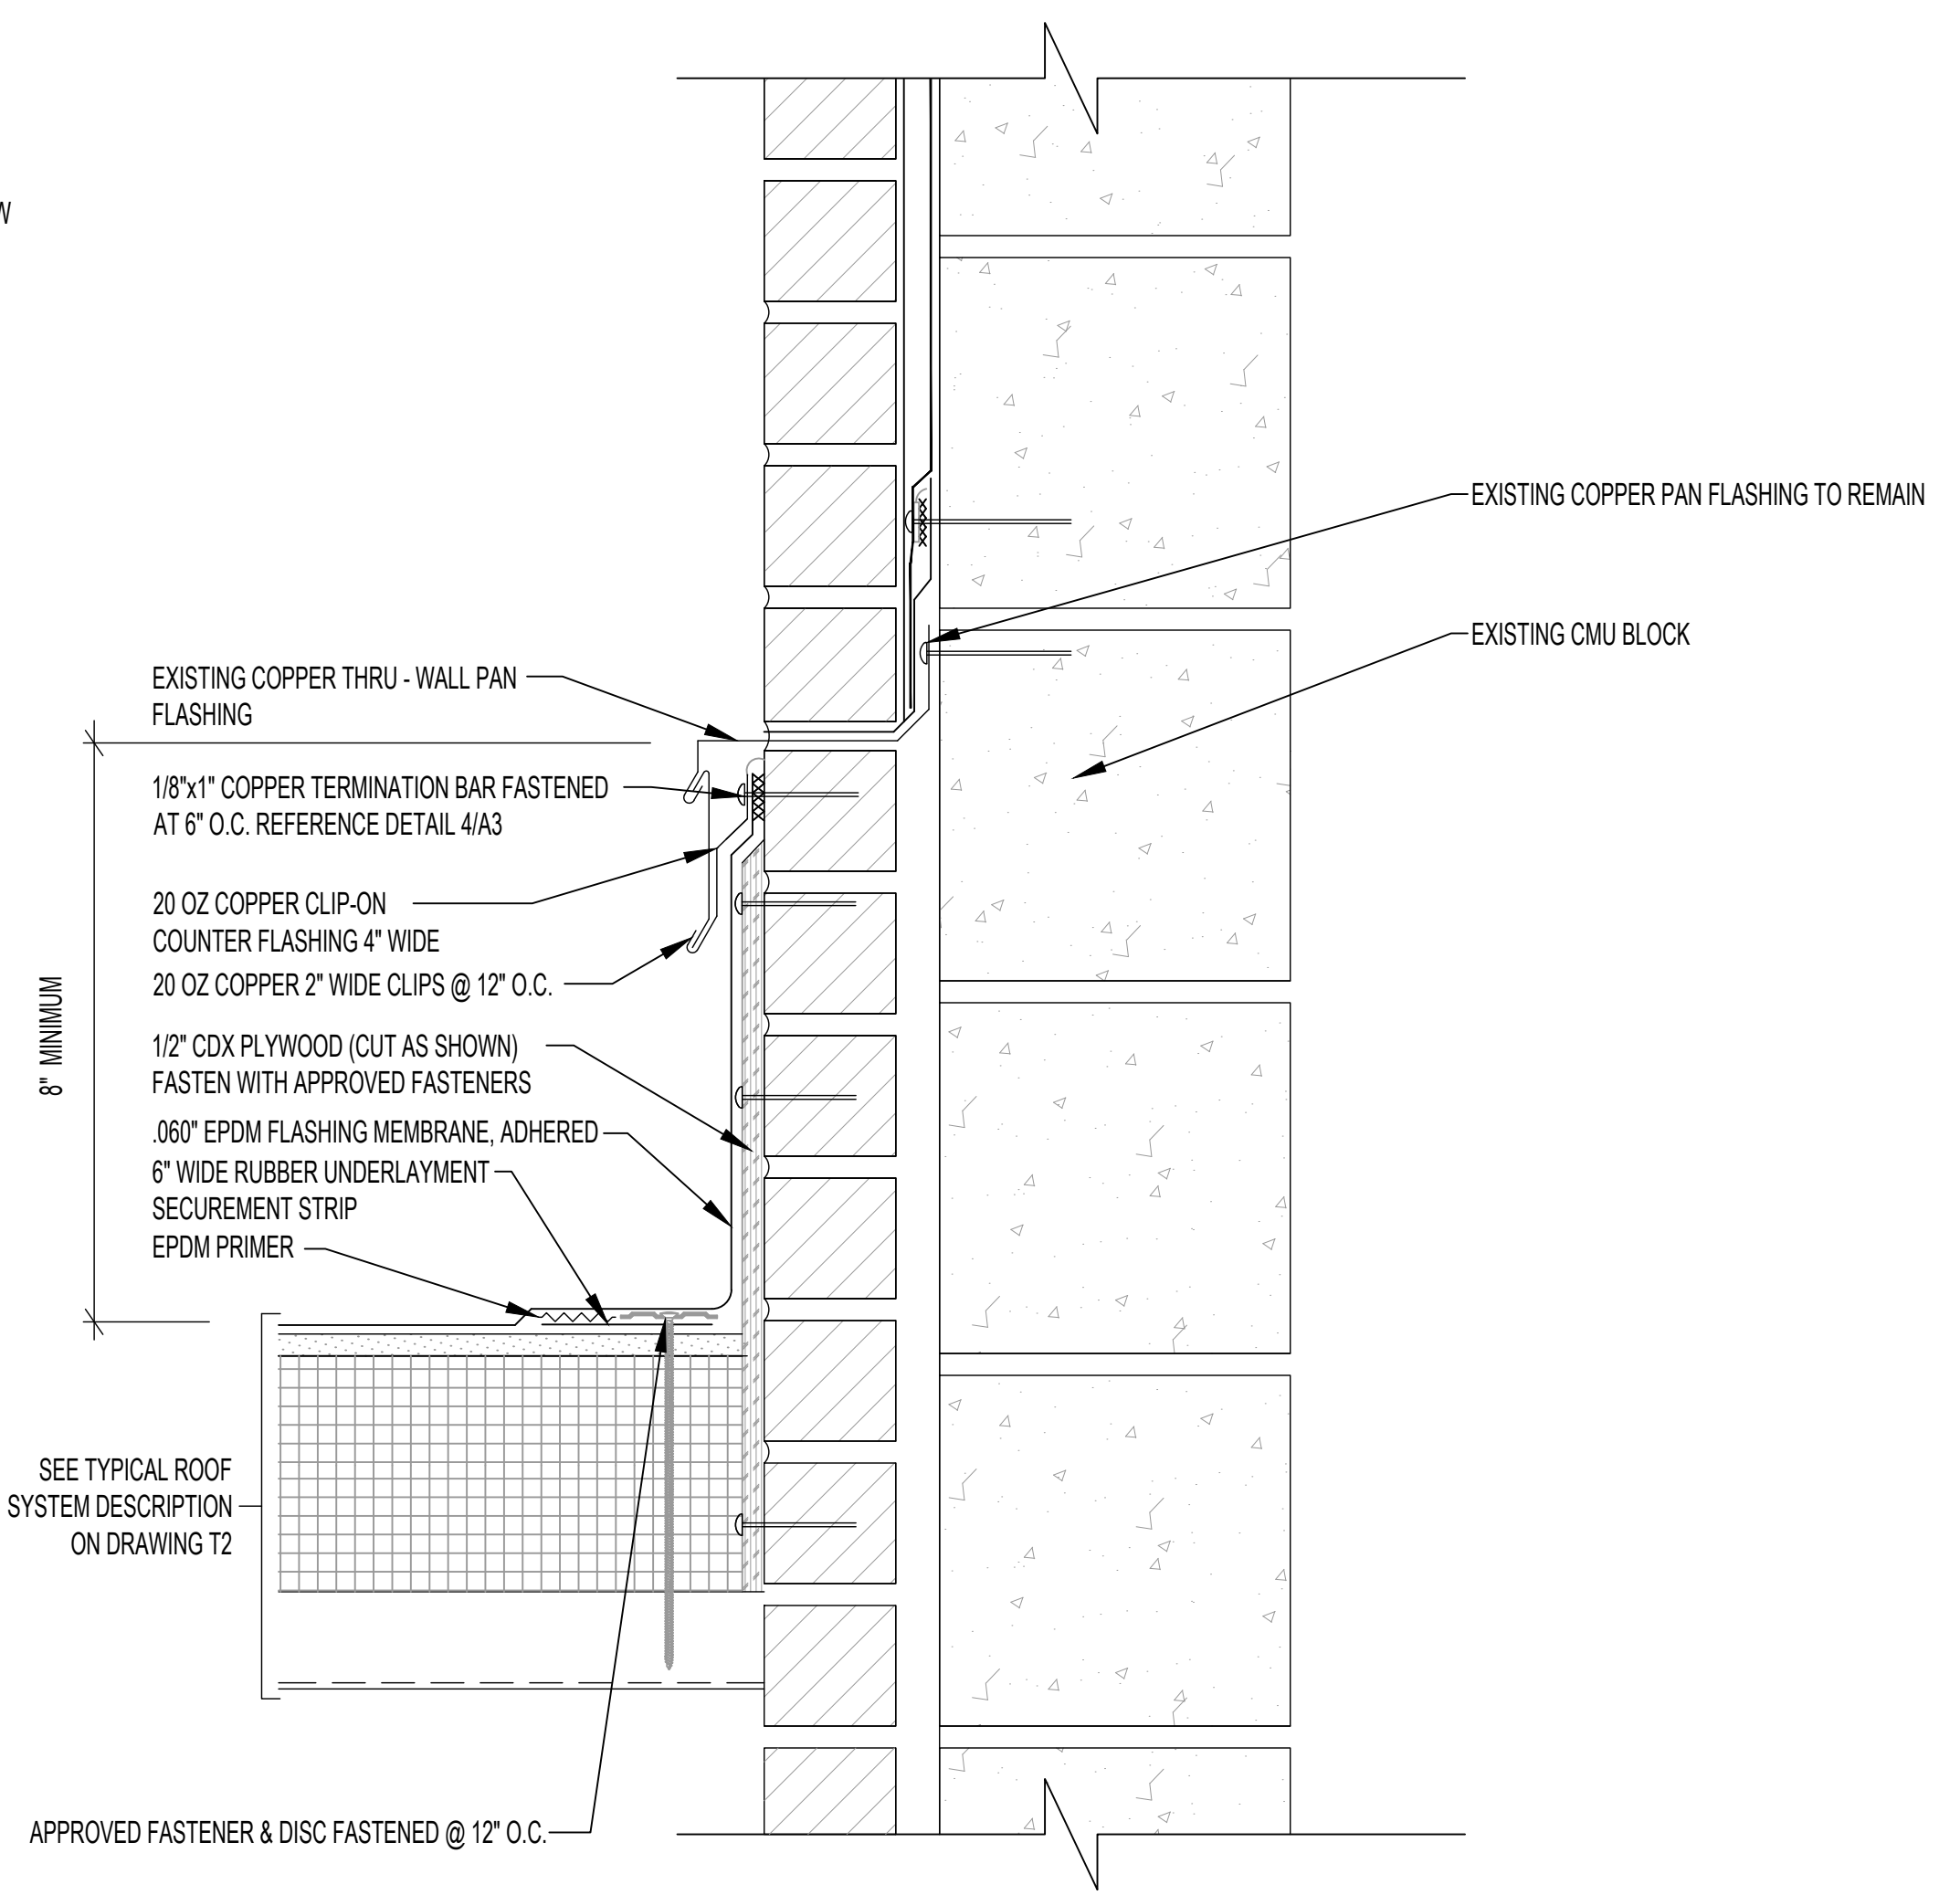 W
EXISTING COPPER PAN FLASHING TO REMAIN
EXISTING CMU BLOCK
EXISTING COPPER THRU - WALL PAN
FLASHING
1/8"x1" COPPER TERMINATION BAR FASTENED
AT 6" O.C. REFERENCE DETAIL 4/A3
20 OZ COPPER CLIP-ON
COUNTER FLASHING 4" WIDE
20 OZ COPPER 2" WIDE CLIPS @ 12" O.C.
8" MINIMUM
1/2" CDX PLYWOOD (CUT AS SHOWN)
FASTEN WITH APPROVED FASTENERS
.060" EPDM FLASHING MEMBRANE, ADHERED
6" WIDE RUBBER UNDERLAYMENT
SECUREMENT STRIP
EPDM PRIMER
SEE TYPICAL ROOF
SYSTEM DESCRIPTION
ON DRAWING T2
APPROVED FASTENER & DISC FASTENED @ 12" O.C.